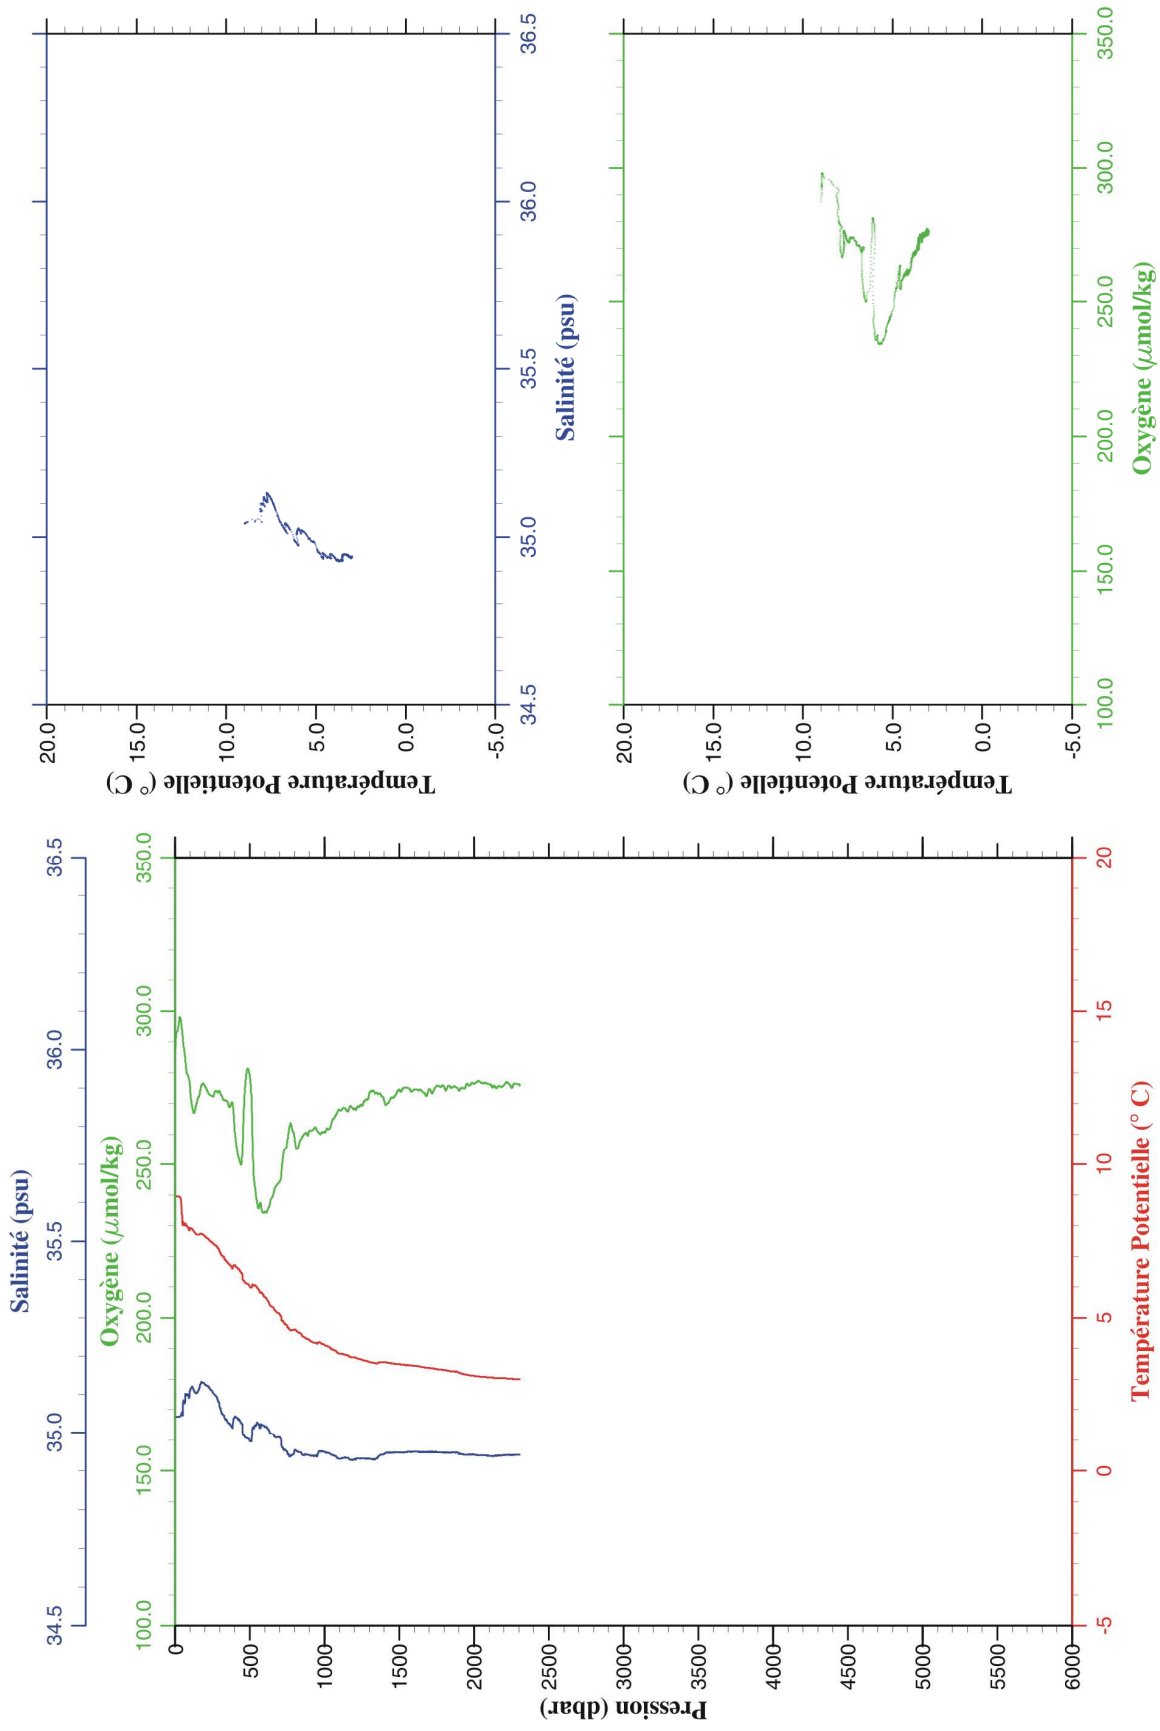 Salinité (psu)
34.5 35.0 35.5 36.0 36.5
Oxygène (μmol/kg)
100.0 150.0 200.0 250.0 300.0 350.0
Pression (dbar)
0
500
1000
1500
2000
2500
3000
3500
4000
4500
5000
5500
6000
-5 0 5 10 15 20
Température Potentielle (° C)
Température Potentielle (° C)
20.0
15.0
10.0
5.0
0.0
-5.0
34.5 35.0 35.5 36.0 36.5
Salinité (psu)
Température Potentielle (° C)
20.0
15.0
10.0
5.0
0.0
-5.0
100.0 150.0 200.0 250.0 300.0 350.0
Oxygène (μmol/kg)